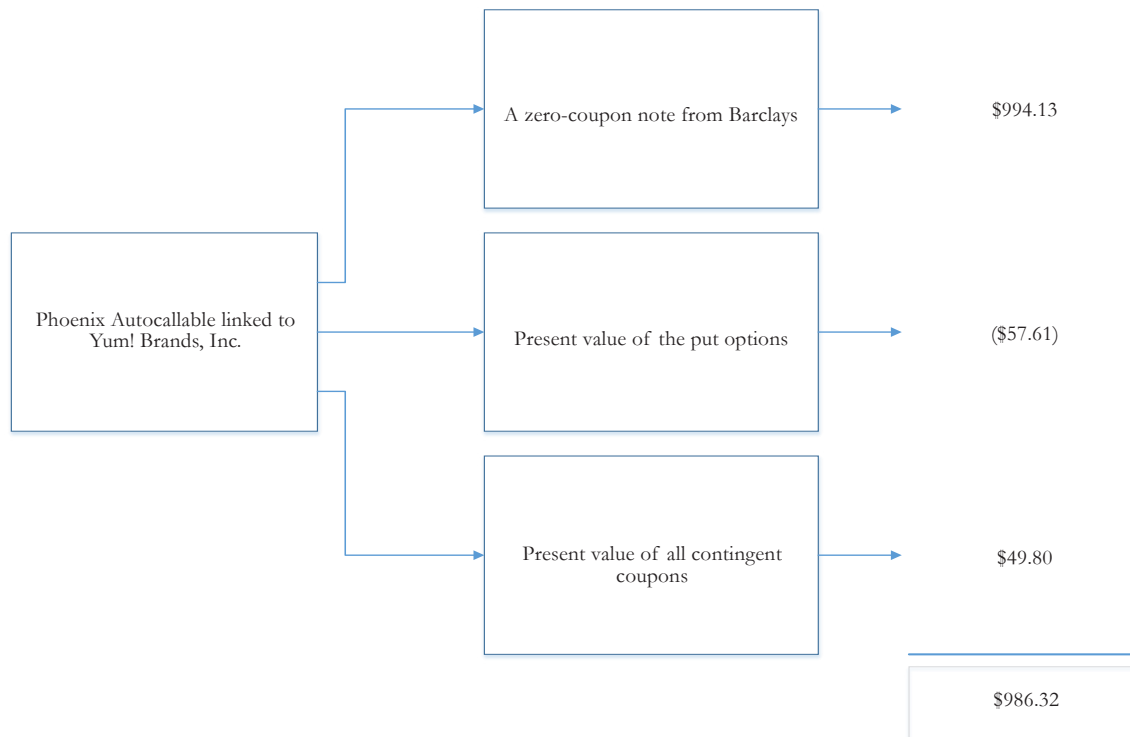 A zero-coupon note from Barclays
$994.13
Phoenix Autocallable linked to
Yum! Brands, Inc.
Present value of the put options
($57.61)
Present value of all contingent
coupons
$49.80
$986.32